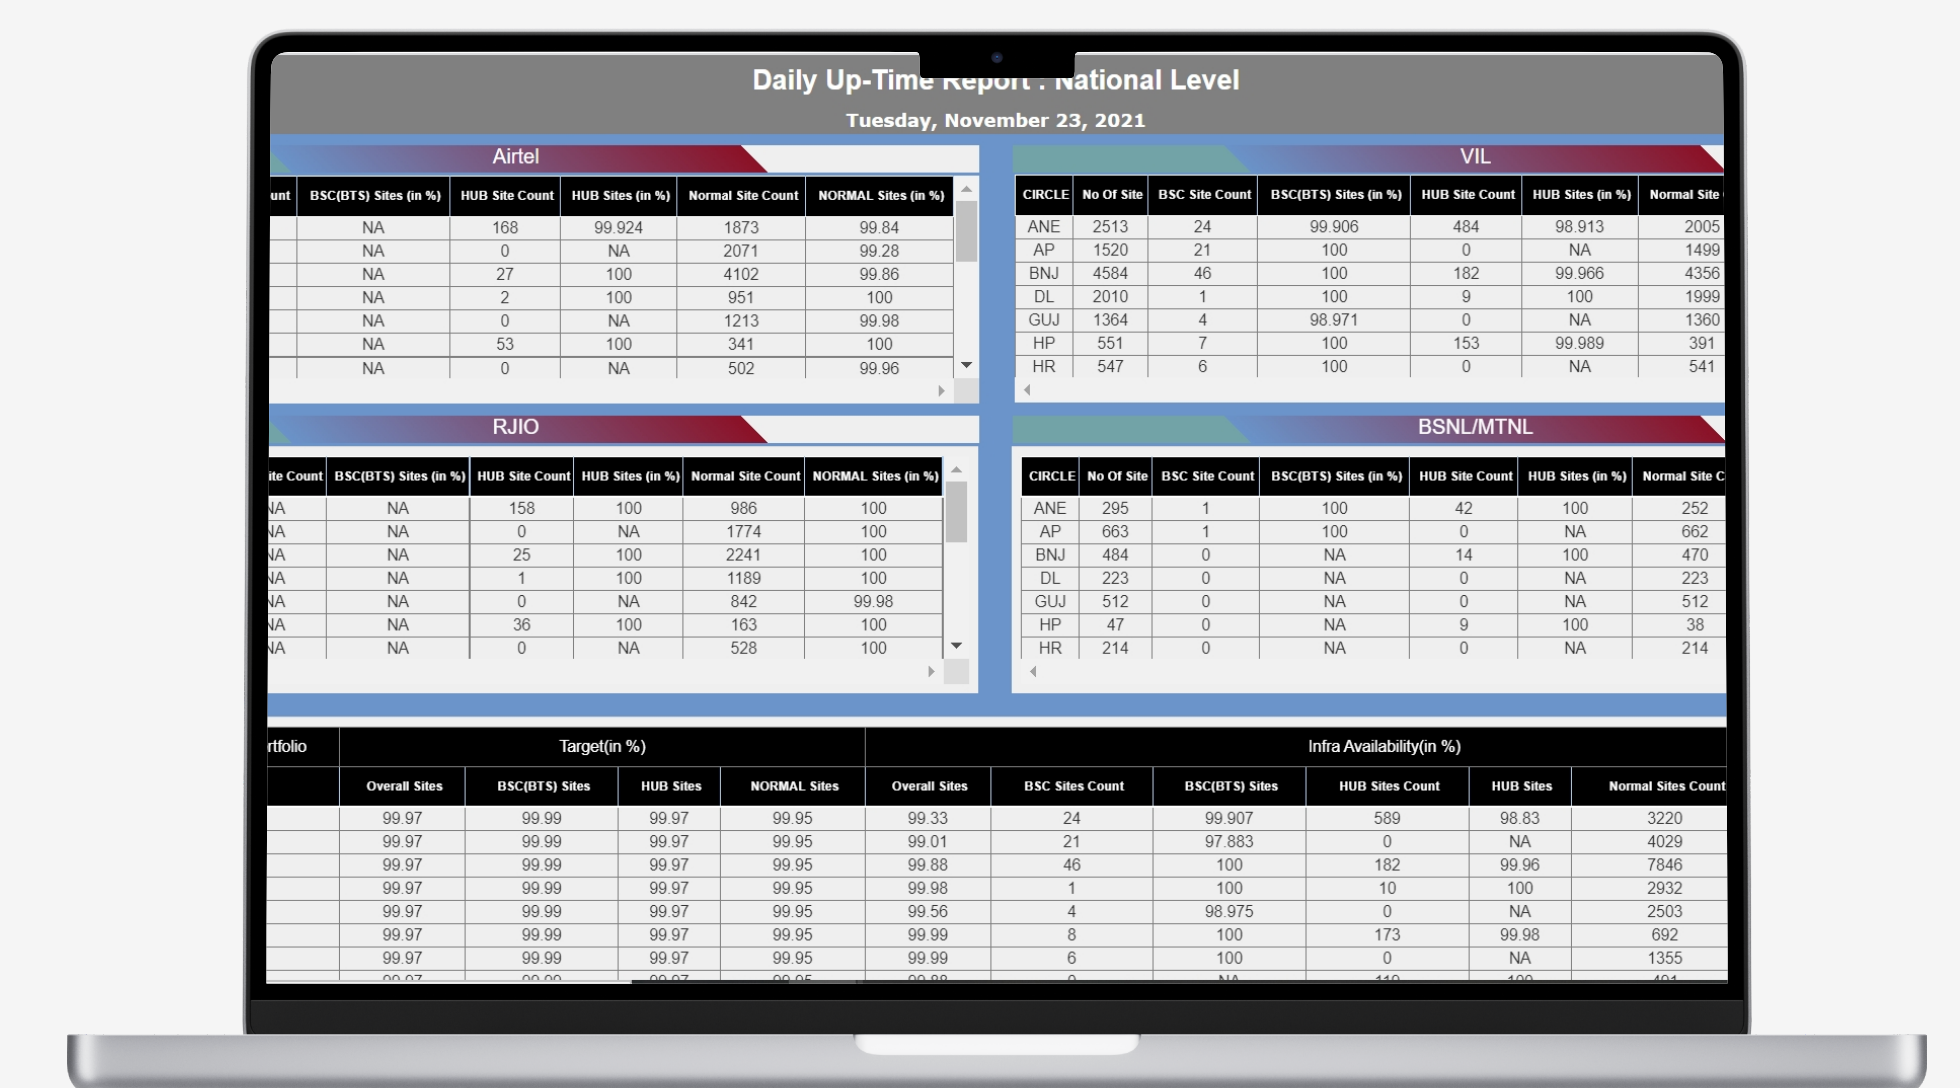 Daily Up-Time Report : National Level
Tuesday, November 23, 2021
Airtel
unt BSC(BTS) Sites (in %) HUB Site Count HUB Sites (in %) Normal Site Count NORMAL Sites (in %)
NA 168 99.924 1873 99.84
NA 0 NA 2071 99.28
NA 27 100 4102 99.86
NA 2 100 951 100
NA 0 NA 1213 99.98
NA 53 100 341 100
NA 0 NA 502 99.96
VIL
CIRCLE No Of Site BSC Site Count BSC(BTS) Sites (in %) HUB Site Count HUB Sites (in %) Normal Site
ANE 2513 24 99.906 484 98.913 2005
AP 1520 21 100 0 NA 1499
BNJ 4584 46 100 182 99.966 4356
DL 2010 1 100 9 100 1999
GUJ 1364 4 98.971 0 NA 1360
HP 551 7 100 153 99.989 391
HR 547 6 100 0 NA 541
RJIO
ite Count BSC(BTS) Sites (in %) HUB Site Count HUB Sites (in %) Normal Site Count NORMAL Sites (in %)
NA NA 158 100 986 100
NA NA 0 NA 1774 100
NA NA 25 100 2241 100
NA NA 1 100 1189 100
NA NA 0 NA 842 99.98
NA NA 36 100 163 100
NA NA 0 NA 528 100
BSNL/MTNL
CIRCLE No Of Site BSC Site Count BSC(BTS) Sites (in %) HUB Site Count HUB Sites (in %) Normal Site C
ANE 295 1 100 42 100 252
AP 663 1 100 0 NA 662
BNJ 484 0 NA 14 100 470
DL 223 0 NA 0 NA 223
GUJ 512 0 NA 0 NA 512
HP 47 0 NA 9 100 38
HR 214 0 NA 0 NA 214
rtfolio Target(in %) Infra Availability(in %)
Overall Sites BSC(BTS) Sites HUB Sites NORMAL Sites Overall Sites BSC Sites Count BSC(BTS) Sites HUB Sites Count HUB Sites Normal Sites Count
99.97 99.99 99.97 99.95 99.33 24 99.907 589 98.83 3220
99.97 99.99 99.97 99.95 99.01 21 97.883 0 NA 4029
99.97 99.99 99.97 99.95 99.88 46 100 182 99.96 7846
99.97 99.99 99.97 99.95 99.98 1 100 10 100 2932
99.97 99.99 99.97 99.95 99.56 4 98.975 0 NA 2503
99.97 99.99 99.97 99.95 99.99 8 100 173 99.98 692
99.97 99.99 99.97 99.95 99.99 6 100 0 NA 1355